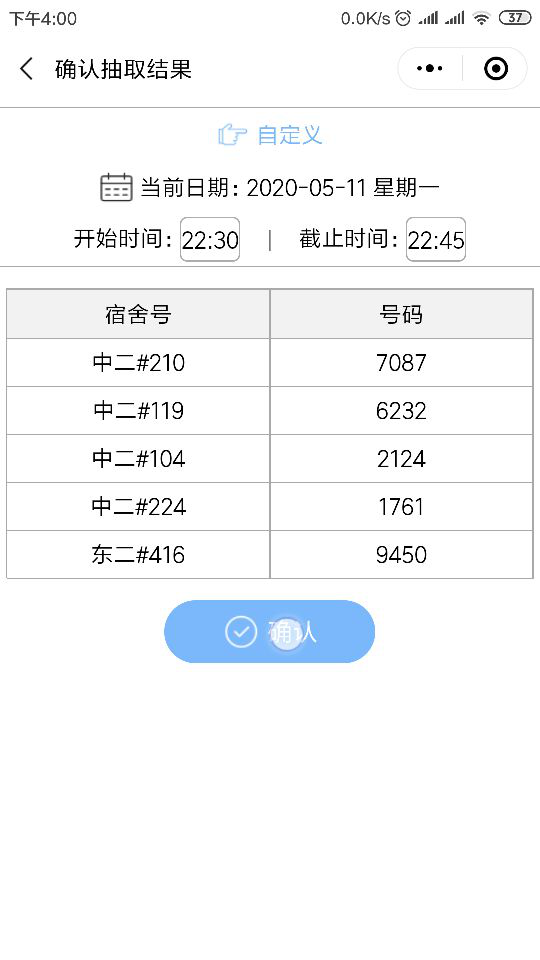 下午4:00 0.0K/s 37
确认抽取结果
自定义
当前日期: 2020-05-11 星期一
开始时间: 22:30 | 截止时间: 22:45
宿舍号 号码
中二#210 7087
中二#119 6232
中二#104 2124
中二#224 1761
东二#416 9450
确认